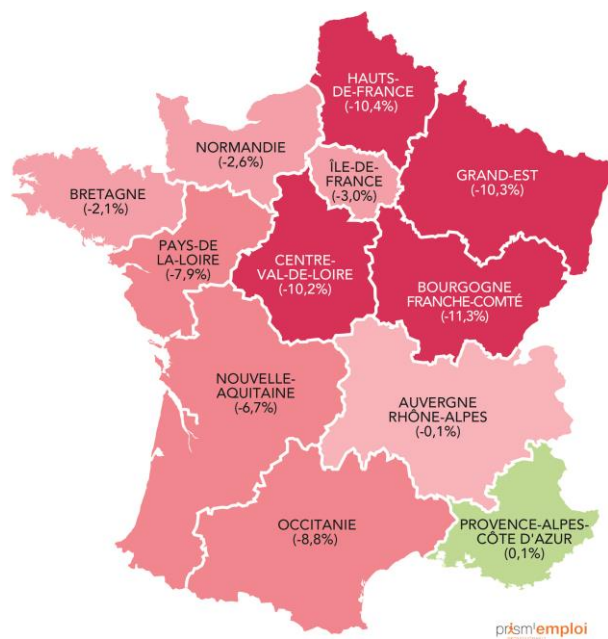 HAUTS-
DE-FRANCE
(-10,4%)
NORMANDIE
(-2,6%)
ÎLE-DE-
FRANCE
(-3,0%)
GRAND-EST
(-10,3%)
BRETAGNE
(-2,1%)
PAYS-DE
LA-LOIRE
(-7,9%)
CENTRE-
VAL-DE-LOIRE
(-10,2%)
BOURGOGNE
FRANCHE-COMTÉ
(-11,3%)
NOUVELLE-
AQUITAINE
(-6,7%)
AUVERGNE
RHÔNE-ALPES
(-0,1%)
OCCITANIE
(-8,8%)
PROVENCE-ALPES-
CÔTE D'AZUR
(0,1%)
prism'emploi